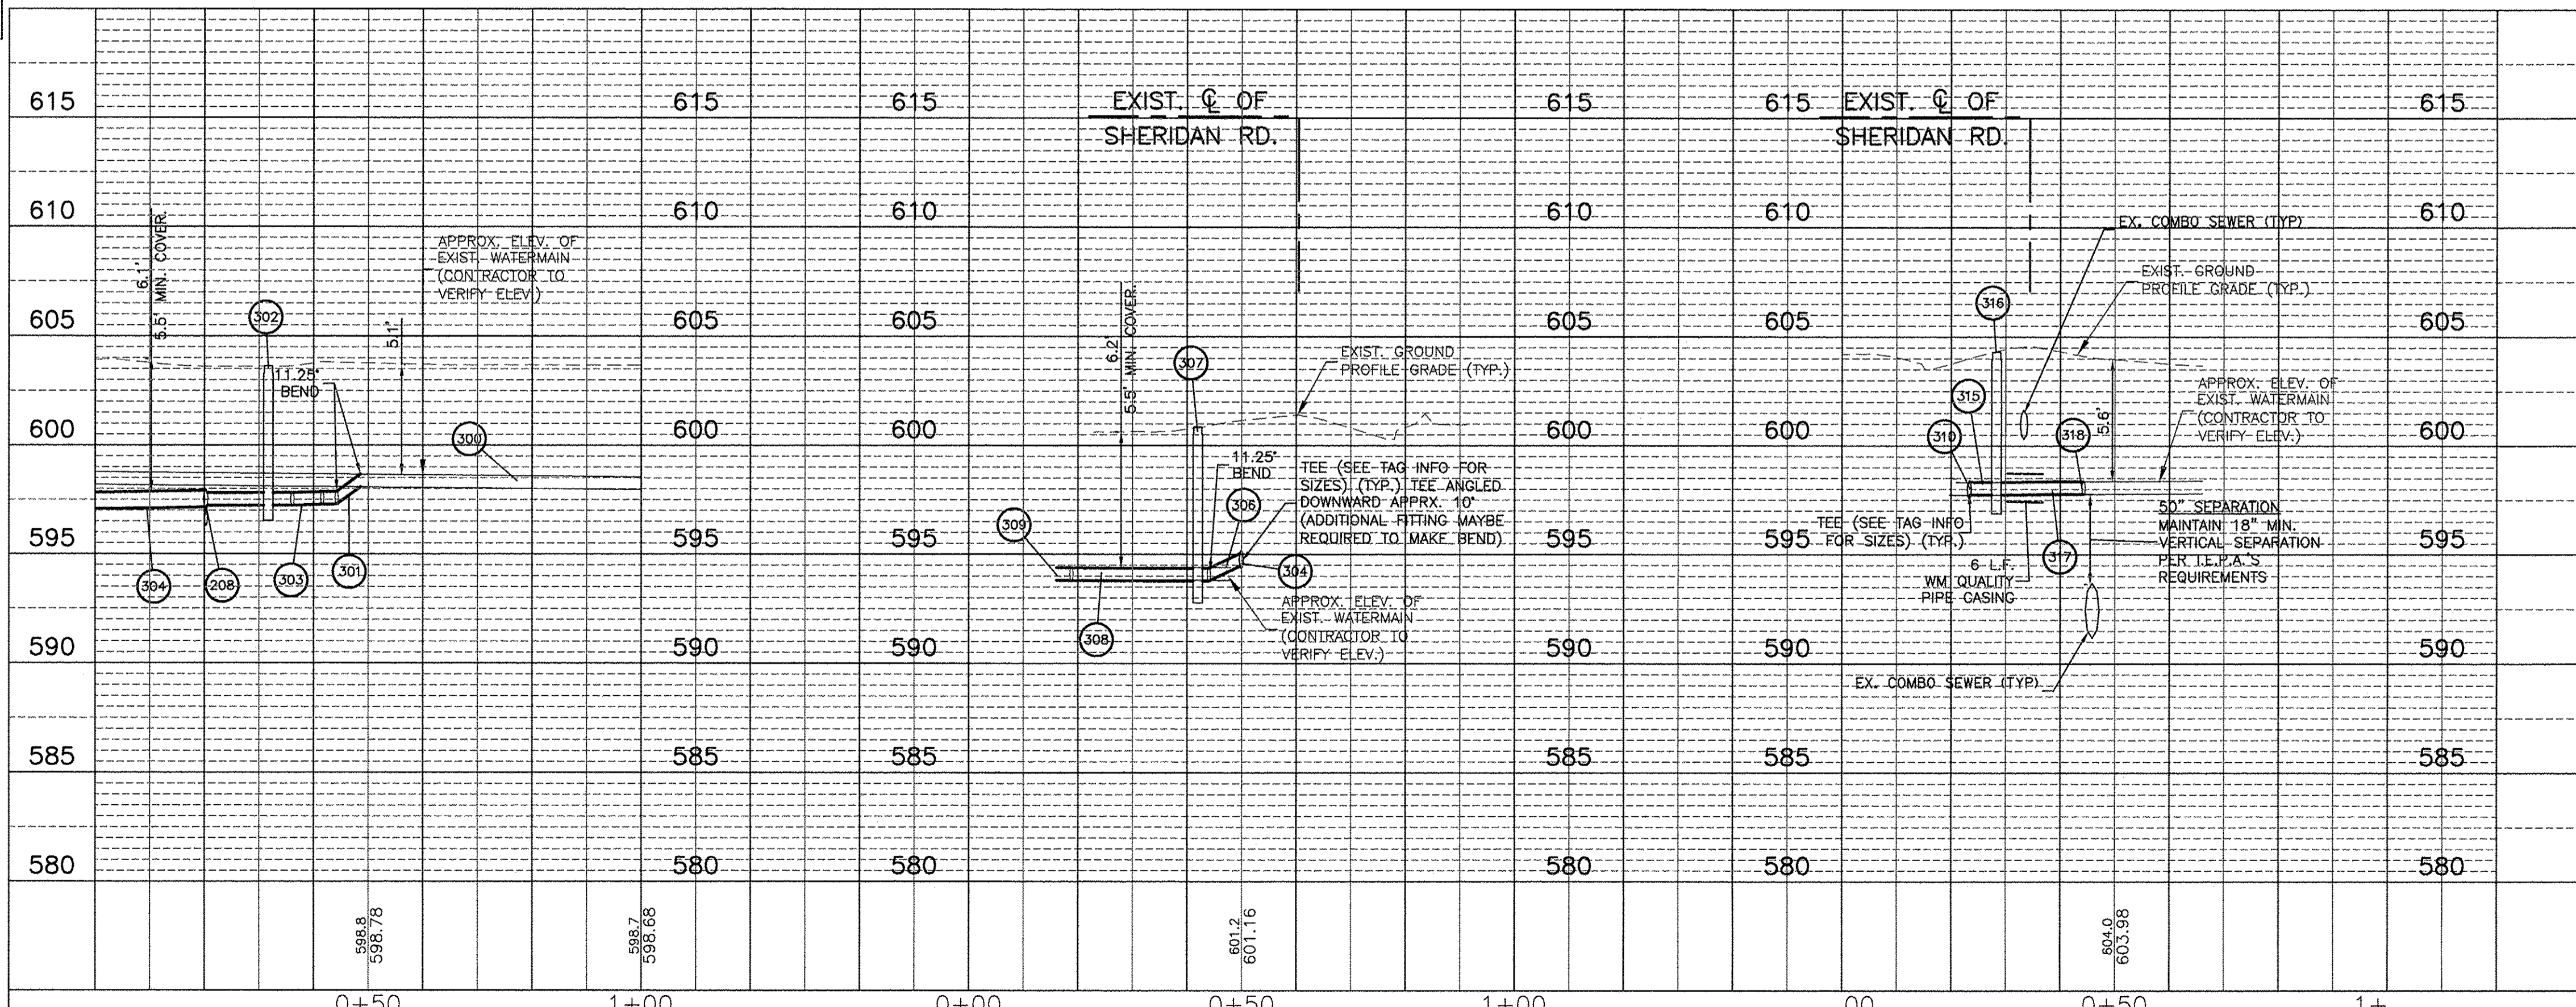 615
615
615
615
615
615
EXIST. ℄ OF
SHERIDAN RD.
EXIST. ℄ OF
SHERIDAN RD.
610
610
610
610
610
610
605
605
605
605
605
605
600
600
600
600
600
600
595
595
595
595
595
590
590
590
590
590
585
585
585
585
585
585
580
580
580
580
580
580
6.1'
5.5' MIN. COVER.
302
11.25°
BEND
APPROX. ELEV. OF
EXIST. WATERMAIN
(CONTRACTOR TO
VERIFY ELEV.)
5.1'
300
304
208
303
301
6.2'
5.5' MIN. COVER.
307
EXIST. GROUND
PROFILE GRADE (TYP.)
11.25°
BEND
TEE (SEE TAG INFO FOR
SIZES) (TYP.) TEE ANGLED
DOWNWARD APPRX. 10°
(ADDITIONAL FITTING MAYBE
REQUIRED TO MAKE BEND)
306
309
304
308
APPROX. ELEV. OF
EXIST. WATERMAIN
(CONTRACTOR TO
VERIFY ELEV.)
EX. COMBO SEWER (TYP)
EXIST. GROUND
PROFILE GRADE (TYP.)
316
315
310
318
5.6'
APPROX. ELEV. OF
EXIST. WATERMAIN
(CONTRACTOR TO
VERIFY ELEV.)
TEE (SEE TAG INFO
FOR SIZES) (TYP.)
317
6 L.F.
WM QUALITY
PIPE CASING
50" SEPARATION
MAINTAIN 18" MIN.
VERTICAL SEPARATION
PER I.E.P.A.'S
REQUIREMENTS
EX. COMBO SEWER (TYP)
598.8
598.78
598.7
598.68
601.2
601.16
604.0
603.98
0+50
1+00
0+00
0+50
1+00
00
0+50
1+